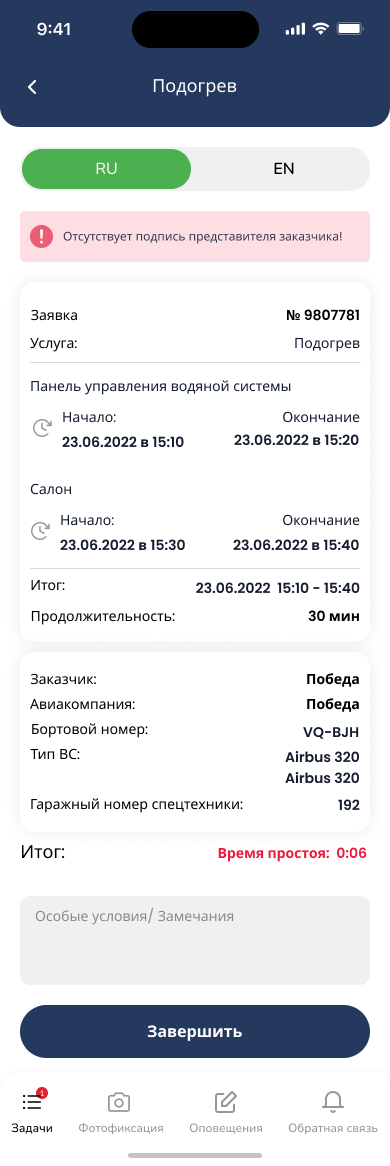 9:41
Подогрев
RU EN
Отсутствует подпись представителя заказчика!
Заявка № 9807781
Услуга: Подогрев
Панель управления водяной системы
Начало: Окончание
23.06.2022 в 15:10 23.06.2022 в 15:20
Салон
Начало: Окончание
23.06.2022 в 15:30 23.06.2022 в 15:40
Итог: 23.06.2022 15:10 - 15:40
Продолжительность: 30 мин
Заказчик: Победа
Авиакомпания: Победа
Бортовой номер: VQ-BJH
Тип ВС: Airbus 320
Airbus 320
Гаражный номер спецтехники: 192
Итог: Время простоя: 0:06
Особые условия/ Замечания
Завершить
1
Задачи Фотофиксация Оповещения Обратная связь